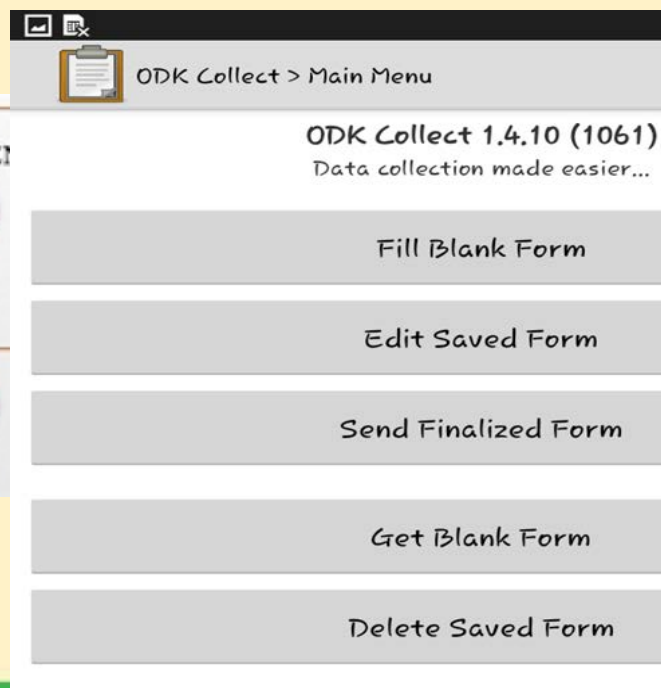 ODK Collect > Main Menu
ODK Collect 1.4.10 (1061)
Data collection made easier...
Fill Blank Form
Edit Saved Form
Send Finalized Form
Get Blank Form
Delete Saved Form